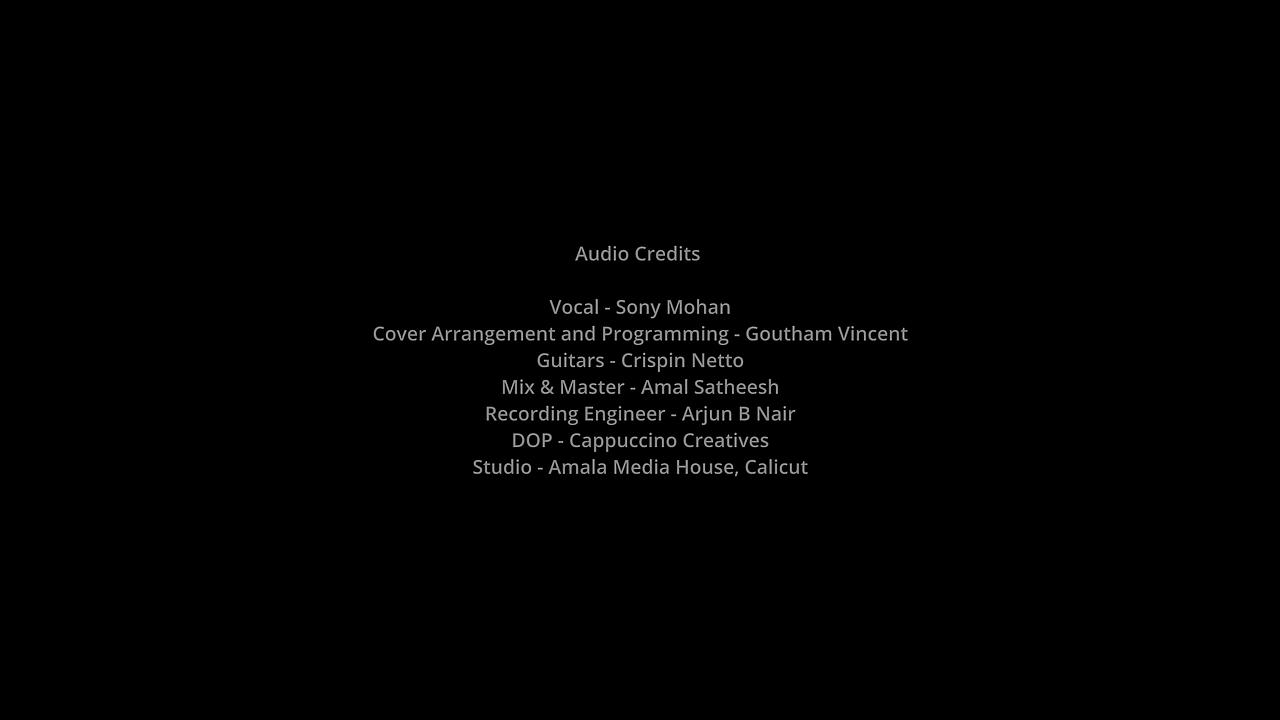 Audio Credits
Vocal - Sony Mohan
Cover Arrangement and Programming - Goutham Vincent
Guitars - Crispin Netto
Mix & Master - Amal Satheesh
Recording Engineer - Arjun B Nair
DOP - Cappuccino Creatives
Studio - Amala Media House, Calicut